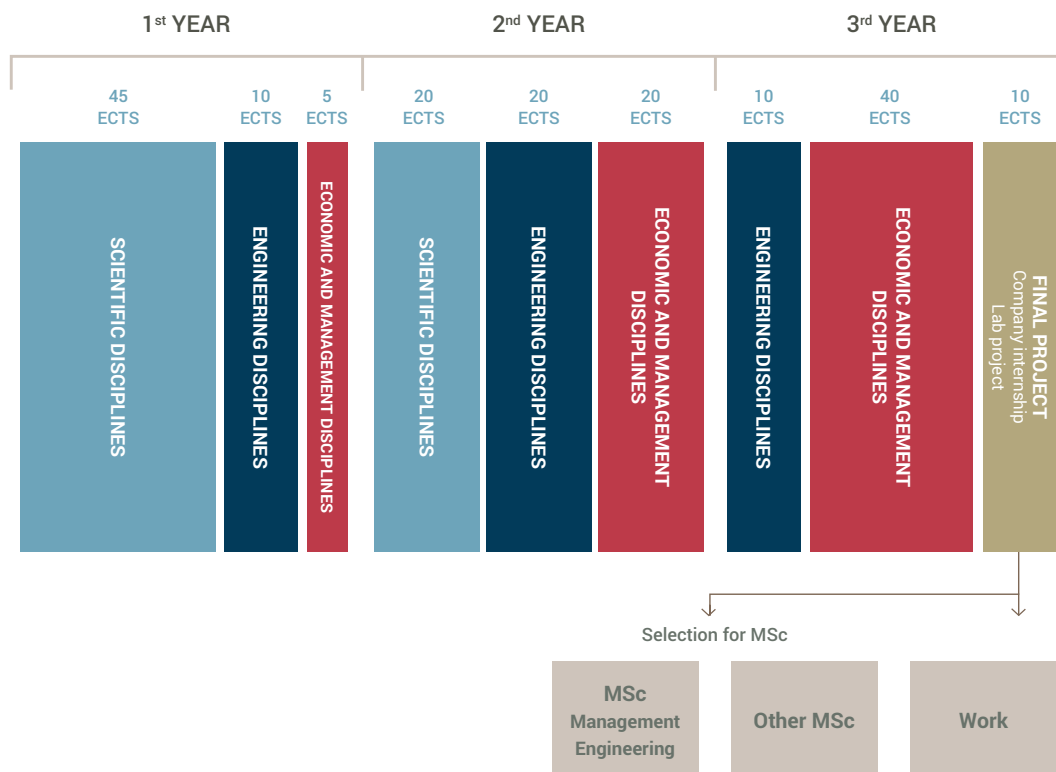 1st YEAR
2nd YEAR
3rd YEAR
45
ECTS
10
ECTS
5
ECTS
20
ECTS
20
ECTS
20
ECTS
10
ECTS
40
ECTS
10
ECTS
SCIENTIFIC DISCIPLINES
ENGINEERING DISCIPLINES
ECONOMIC AND MANAGEMENT DISCIPLINES
SCIENTIFIC DISCIPLINES
ENGINEERING DISCIPLINES
ECONOMIC AND MANAGEMENT
DISCIPLINES
ENGINEERING DISCIPLINES
ECONOMIC AND MANAGEMENT
DISCIPLINES
FINAL PROJECT
Company internship
Lab project
Selection for MSc
MSc
Management
Engineering
Other MSc
Work